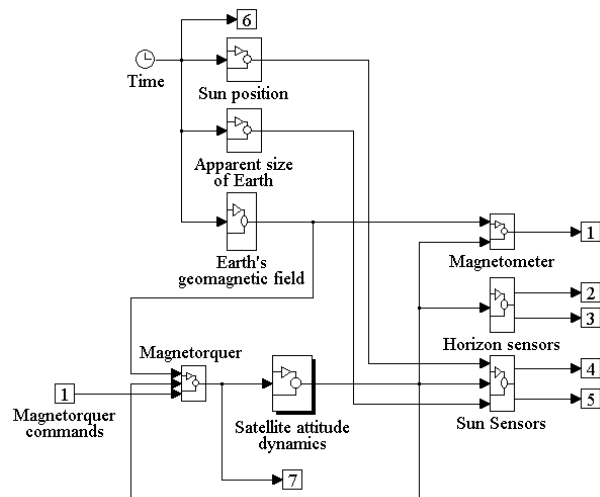 6
Time
Sun position
Apparent size
of Earth
Earth's
geomagnetic field
1
Magnetometer
2
3
Horizon sensors
Magnetorquer
4
1
5
Magnetorquer
commands
Satellite attitude
dynamics
Sun Sensors
7